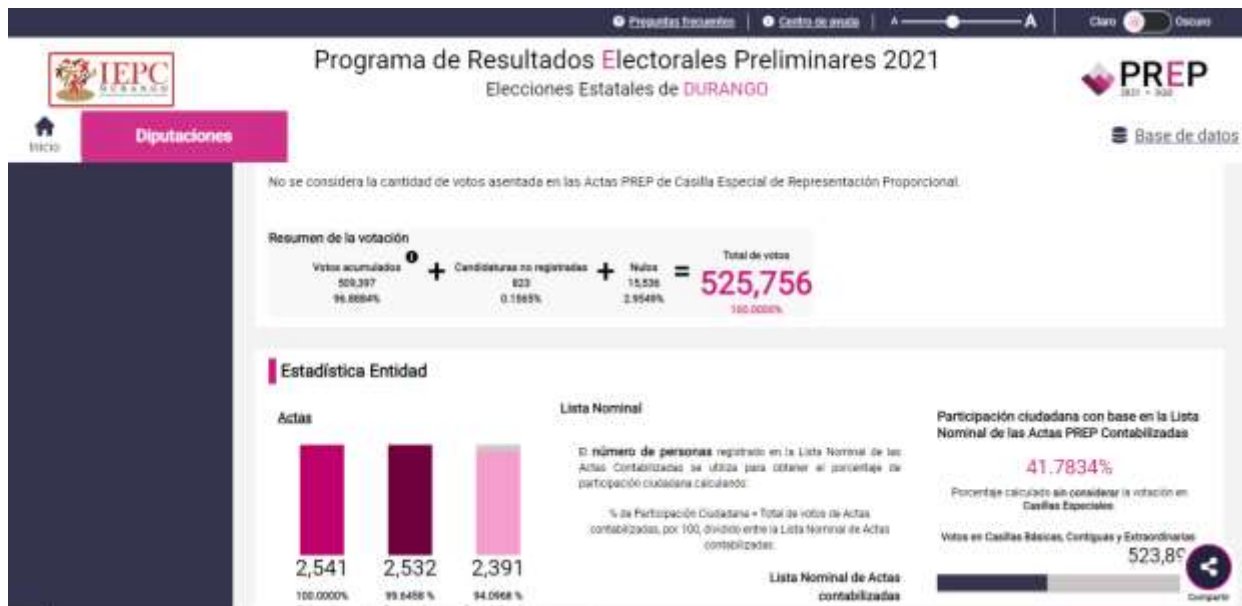 Preguntas frecuentes | Centro de ayuda | A A Claro Oscuro
IEPC
DURANGO
Programa de Resultados Electorales Preliminares 2021
Elecciones Estatales de DURANGO
PREP
Inicio
Diputaciones
Base de datos
No se considera la cantidad de votos asentada en las Actas PREP de Casilla Especial de Representación Proporcional.
Resumen de la votación
Votos acumulados
509,397
96.8884%
+
Candidaturas no registradas
823
0.1565%
+
Nulos
15,536
2.9549%
=
Total de votos
525,756
100.0000%
Estadística Entidad
Actas
2,541
100.0000%
2,532
99.6458 %
2,391
94.0968 %
Lista Nominal
El número de personas registrado en la Lista Nominal de las
Actas Contabilizadas se utiliza para obtener el porcentaje de
participación ciudadana calculando:
% de Participación Ciudadana = Total de votos de Actas
contabilizadas, por 100, dividido entre la Lista Nominal de Actas
contabilizadas.
Lista Nominal de Actas
contabilizadas
Participación ciudadana con base en la Lista
Nominal de las Actas PREP Contabilizadas
41.7834%
Porcentaje calculado sin considerar la votación en
Casillas Especiales
Votos en Casillas Básicas, Contiguas y Extraordinarias
523,89
Compartir